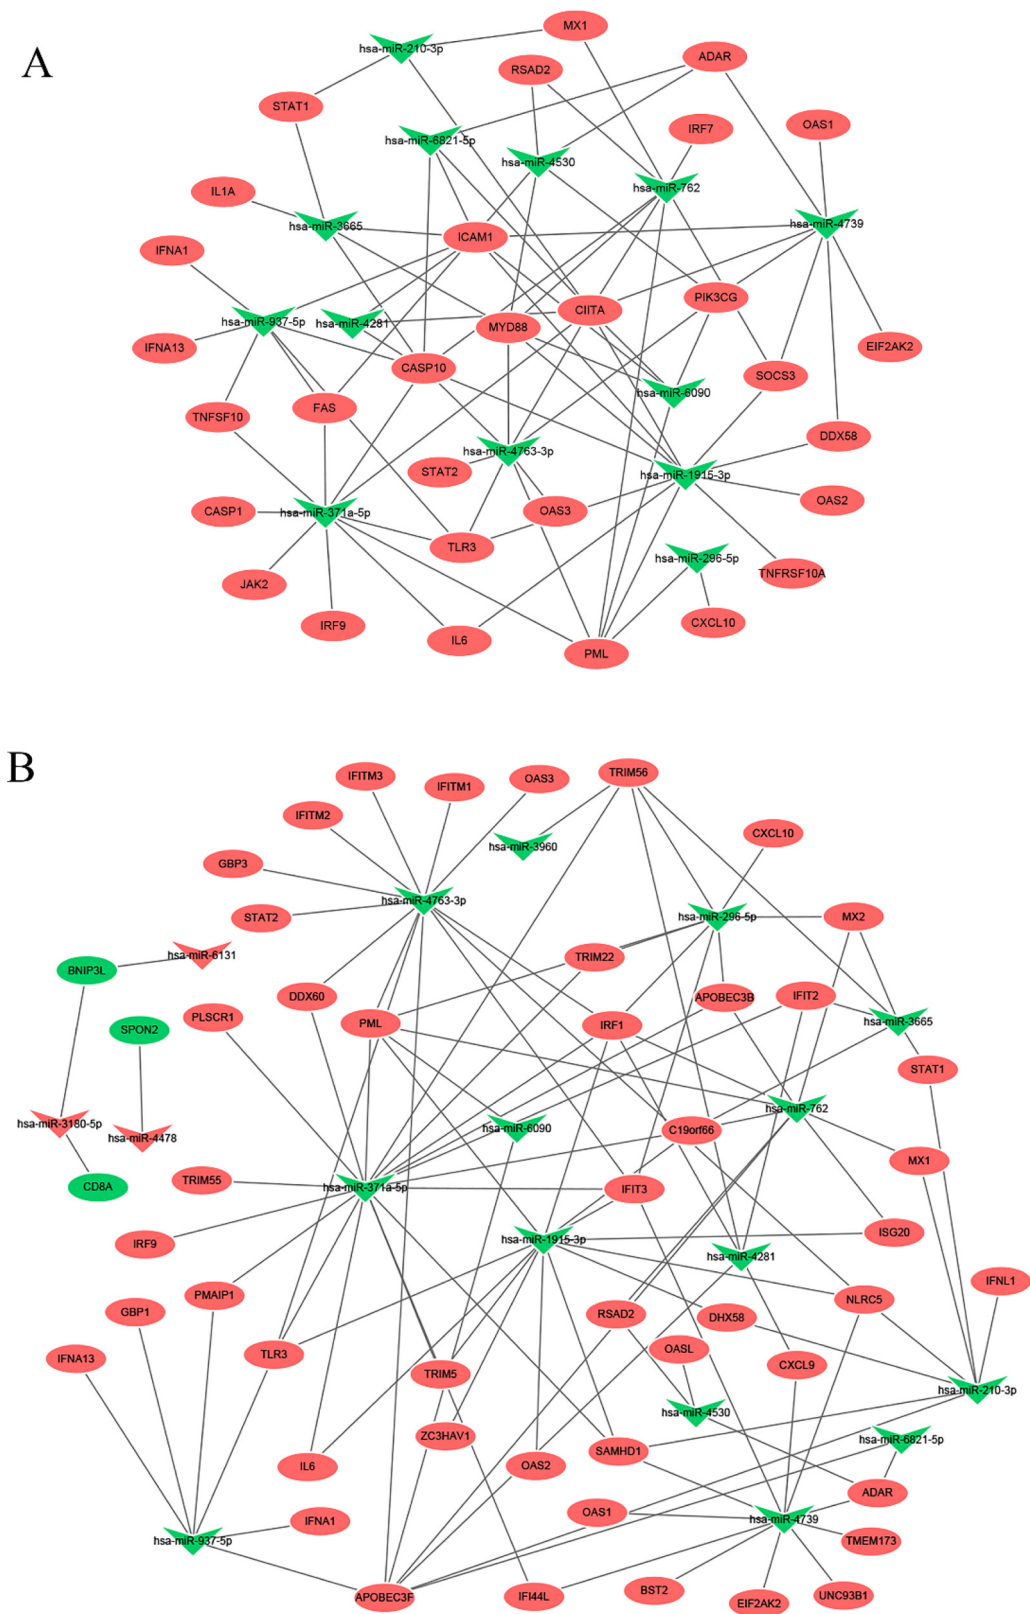 A
MX1
hsa-miR-210-3p
ADAR
RSAD2
STAT1
OAS1
IRF7
hsa-miR-6821-5p
hsa-miR-4530
hsa-miR-762
IL1A
hsa-miR-4739
hsa-miR-3665
ICAM1
IFNA1
PIK3CG
CIITA
hsa-miR-937-5p
hsa-miR-4281
MYD88
IFNA13
EIF2AK2
CASP10
SOCS3
hsa-miR-6090
TNFSF10
FAS
DDX58
hsa-miR-4763-3p
STAT2
hsa-miR-1915-3p
OAS2
CASP1
hsa-miR-371a-5p
OAS3
TLR3
hsa-miR-296-5p
TNFRSF10A
JAK2
CXCL10
IRF9
IL6
PML
B
IFITM3
IFITM1
OAS3
TRIM56
IFITM2
CXCL10
hsa-miR-3960
GBP3
hsa-miR-4763-3p
STAT2
hsa-miR-296-5p
MX2
hsa-miR-6131
TRIM22
BNIP3L
DDX60
APOBEC3B
IFIT2
PLSCR1
SPON2
PML
IRF1
hsa-miR-3665
STAT1
hsa-miR-762
hsa-miR-3180-5p
hsa-miR-4478
hsa-miR-6090
C19orf66
MX1
CD8A
TRIM55
hsa-miR-371a-5p
IFIT3
IRF9
hsa-miR-1915-3p
ISG20
hsa-miR-4281
IFNL1
PMAIP1
GBP1
NLRC5
RSAD2
DHX58
IFNA13
TLR3
OASL
CXCL9
TRIM5
hsa-miR-210-3p
hsa-miR-4530
ZC3HAV1
hsa-miR-6821-5p
SAMHD1
IL6
OAS2
ADAR
OAS1
hsa-miR-4739
IFNA1
hsa-miR-937-5p
TMEM173
APOBEC3F
IFI44L
BST2
EIF2AK2
UNC93B1